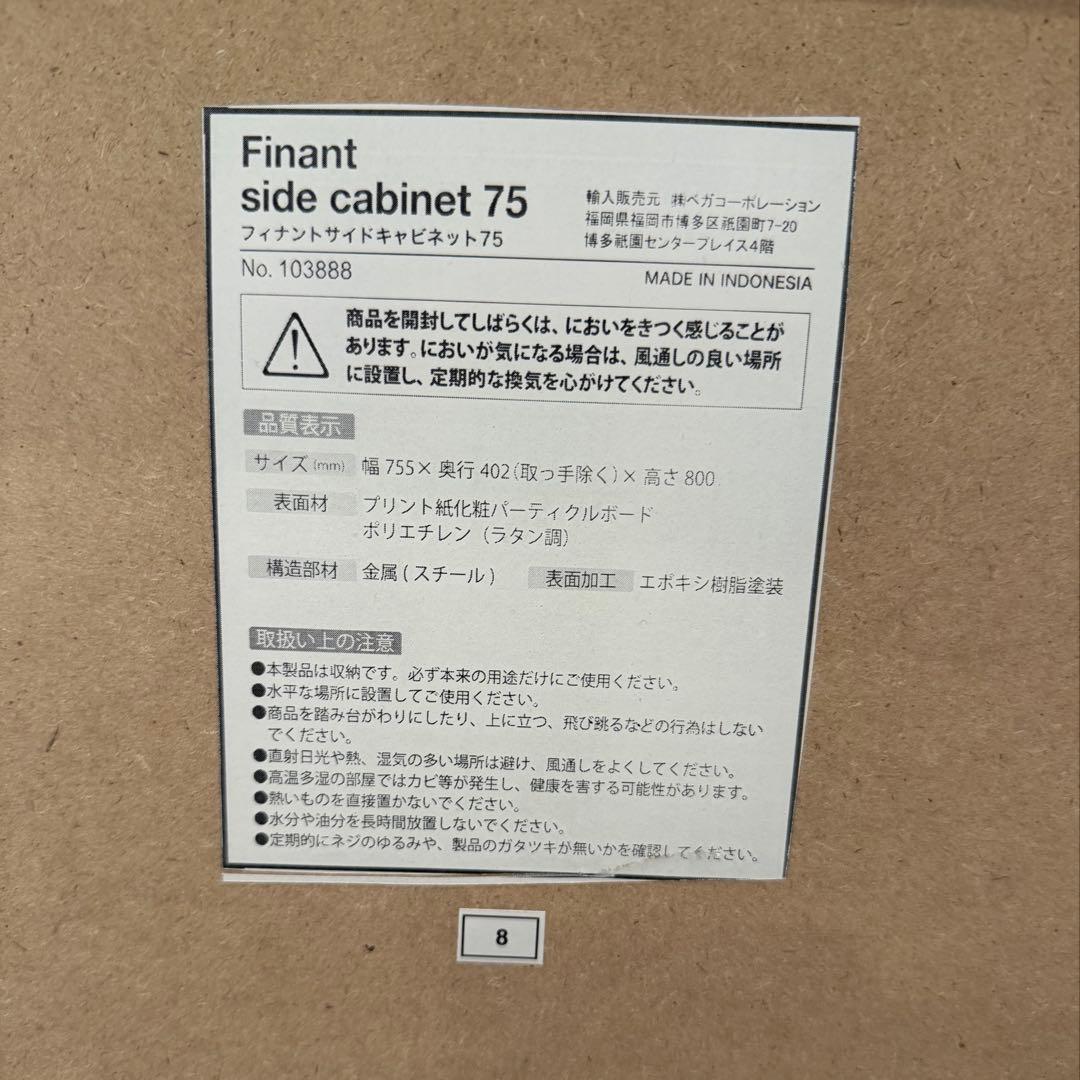 Finant
side cabinet 75
フィナントサイドキャビネット75
輸入販売元 ㈱ベガコーポレーション
福岡県福岡市博多区祇園町7-20
博多祇園センタープレイス4階
No. 103888
MADE IN INDONESIA
商品を開封してしばらくは、においをきつく感じることが
あります。においが気になる場合は、風通しの良い場所
に設置し、定期的な換気を心がけてください。
品質表示
サイズ(mm) 幅 755× 奥行 402(取っ手除く)× 高さ 800
表面材 プリント紙化粧パーティクルボード
ポリエチレン（ラタン調）
構造部材 金属(スチール) 表面加工 エポキシ樹脂塗装
取扱い上の注意
●本製品は収納です。必ず本来の用途だけにご使用ください。
●水平な場所に設置してご使用ください。
●商品を踏み台がわりにしたり、上に立つ、飛び跳るなどの行為はしない
でください。
●直射日光や熱、湿気の多い場所は避け、風通しをよくしてください。
●高温多湿の部屋ではカビ等が発生し、健康を害する可能性があります。
●熱いものを直接置かないでください。
●水分や油分を長時間放置しないでください。
●定期的にネジのゆるみや、製品のガタツキが無いかを確認してください。
8